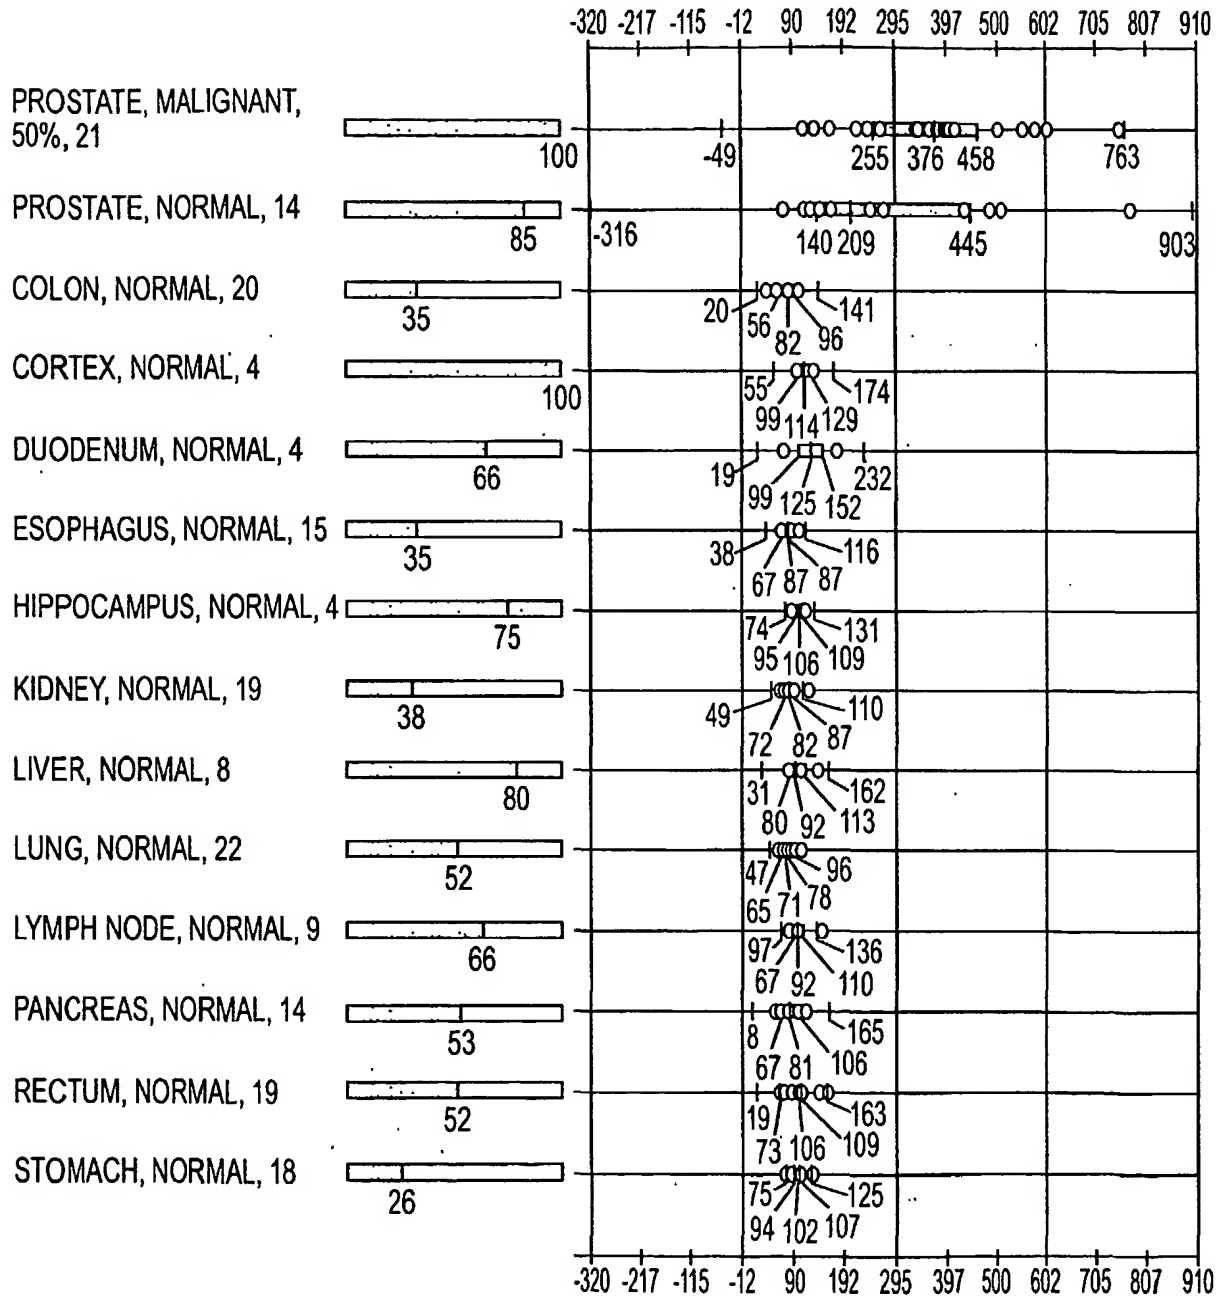 -320 -217 -115 -12 90 192 295 397 500 602 705 807 910
PROSTATE, MALIGNANT,
50%, 21
100
-49 255 376 458 763
PROSTATE, NORMAL, 14
85
-316 140 209 445 903
COLON, NORMAL, 20
35
20 56 82 96 141
CORTEX, NORMAL, 4
100
55 99 114 129 174
DUODENUM, NORMAL, 4
66
19 99 125 152 232
ESOPHAGUS, NORMAL, 15
35
38 67 87 87 116
HIPPOCAMPUS, NORMAL, 4
75
74 95 106 109 131
KIDNEY, NORMAL, 19
38
49 72 82 87 110
LIVER, NORMAL, 8
80
31 80 92 113 162
LUNG, NORMAL, 22
52
47 65 71 78 96
LYMPH NODE, NORMAL, 9
66
97 67 92 110 136
PANCREAS, NORMAL, 14
53
8 67 81 106 165
RECTUM, NORMAL, 19
52
19 73 106 109 163
STOMACH, NORMAL, 18
26
75 94 102 107 125
-320 -217 -115 -12 90 192 295 397 500 602 705 807 910